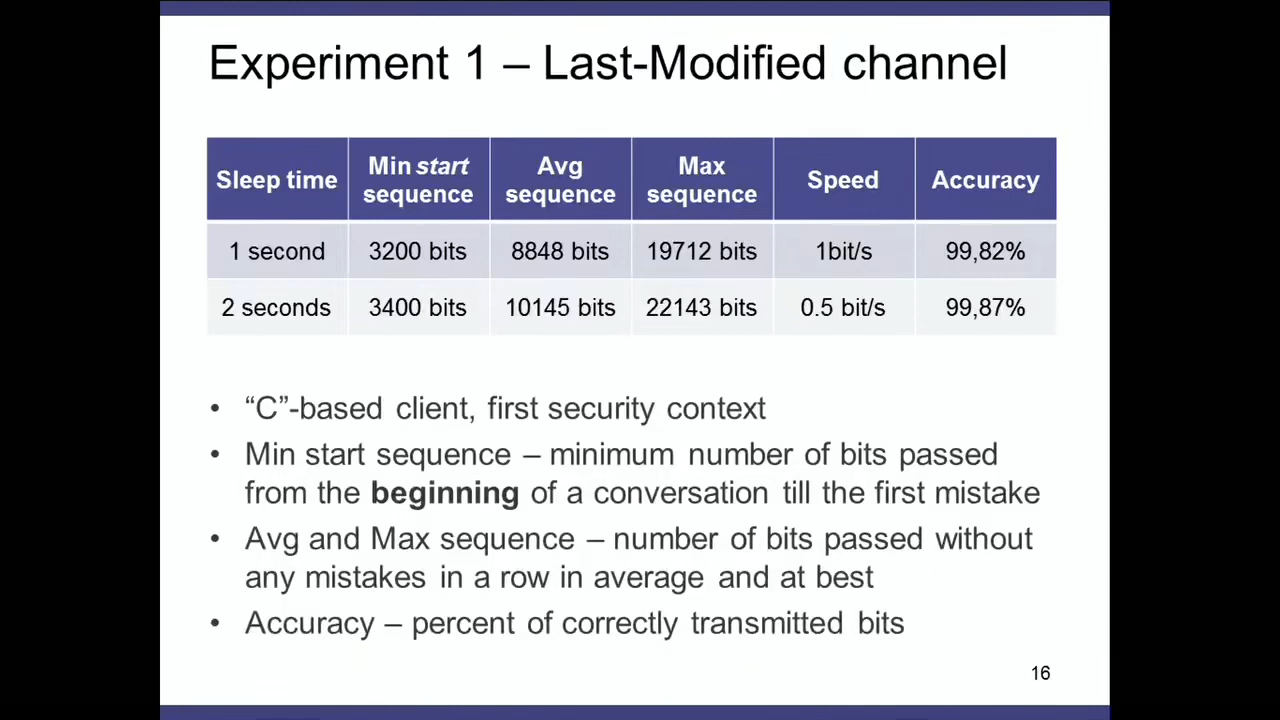 Experiment 1 – Last-Modified channel
Sleep time | Min start sequence | Avg sequence | Max sequence | Speed | Accuracy
1 second | 3200 bits | 8848 bits | 19712 bits | 1bit/s | 99,82%
2 seconds | 3400 bits | 10145 bits | 22143 bits | 0.5 bit/s | 99,87%
• “C”-based client, first security context
• Min start sequence – minimum number of bits passed
from the beginning of a conversation till the first mistake
• Avg and Max sequence – number of bits passed without
any mistakes in a row in average and at best
• Accuracy – percent of correctly transmitted bits
16